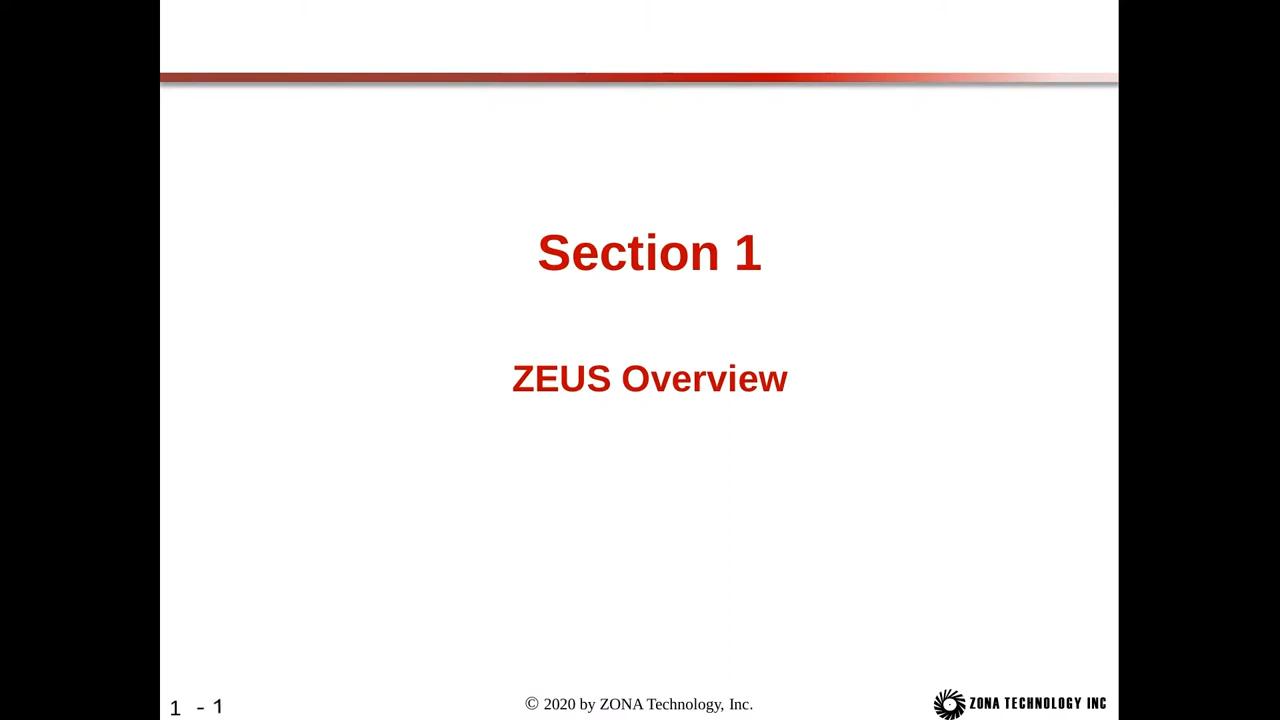 Section 1
ZEUS Overview
1 - 1
© 2020 by ZONA Technology, Inc.
ZONA TECHNOLOGY INC